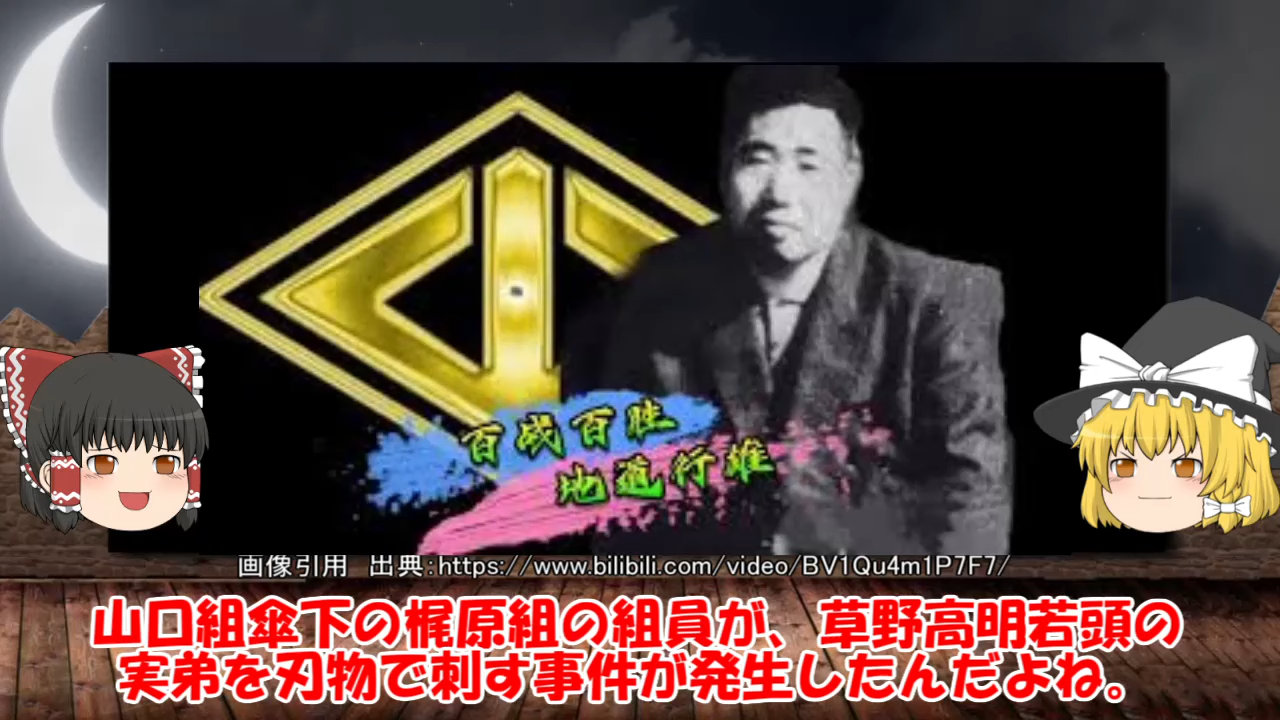 百戦百胜
地道行雄
画像引用 出典:https://www.bilibili.com/video/BV1Qu4m1P7F7/
山口組傘下の梶原組の組員が、草野高明若頭の
実弟を刃物で刺す事件が発生したんだよね。